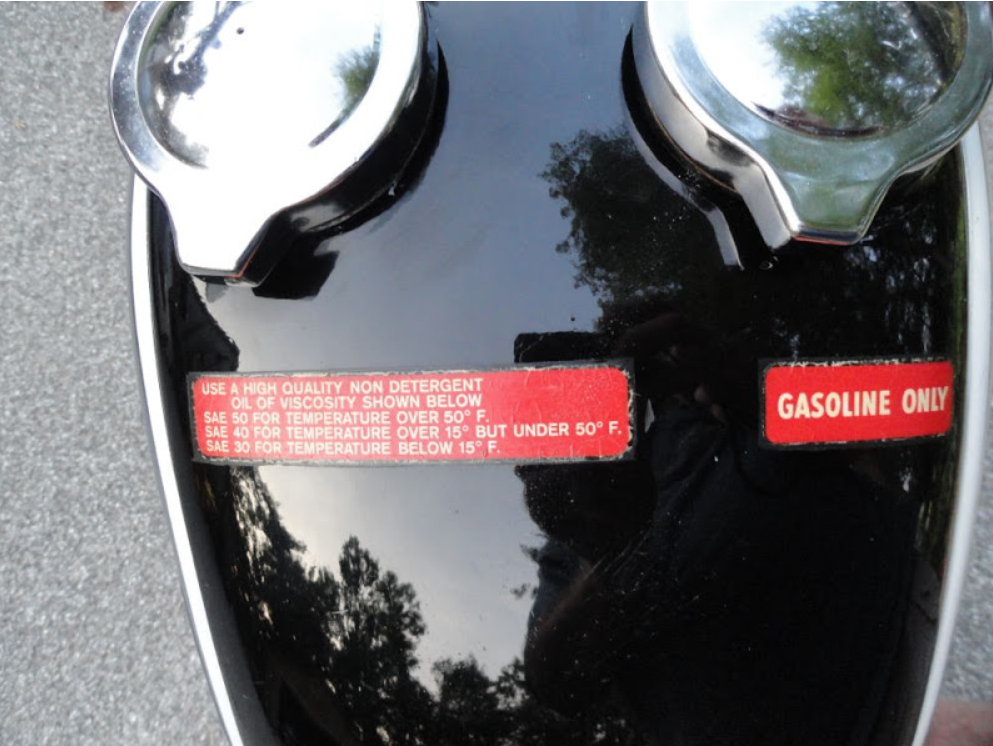 USE A HIGH QUALITY NON DETERGENT
OIL OF VISCOSITY SHOWN BELOW
SAE 50 FOR TEMPERATURE OVER 50° F.
SAE 40 FOR TEMPERATURE OVER 15° BUT UNDER 50° F.
SAE 30 FOR TEMPERATURE BELOW 15° F.
GASOLINE ONLY